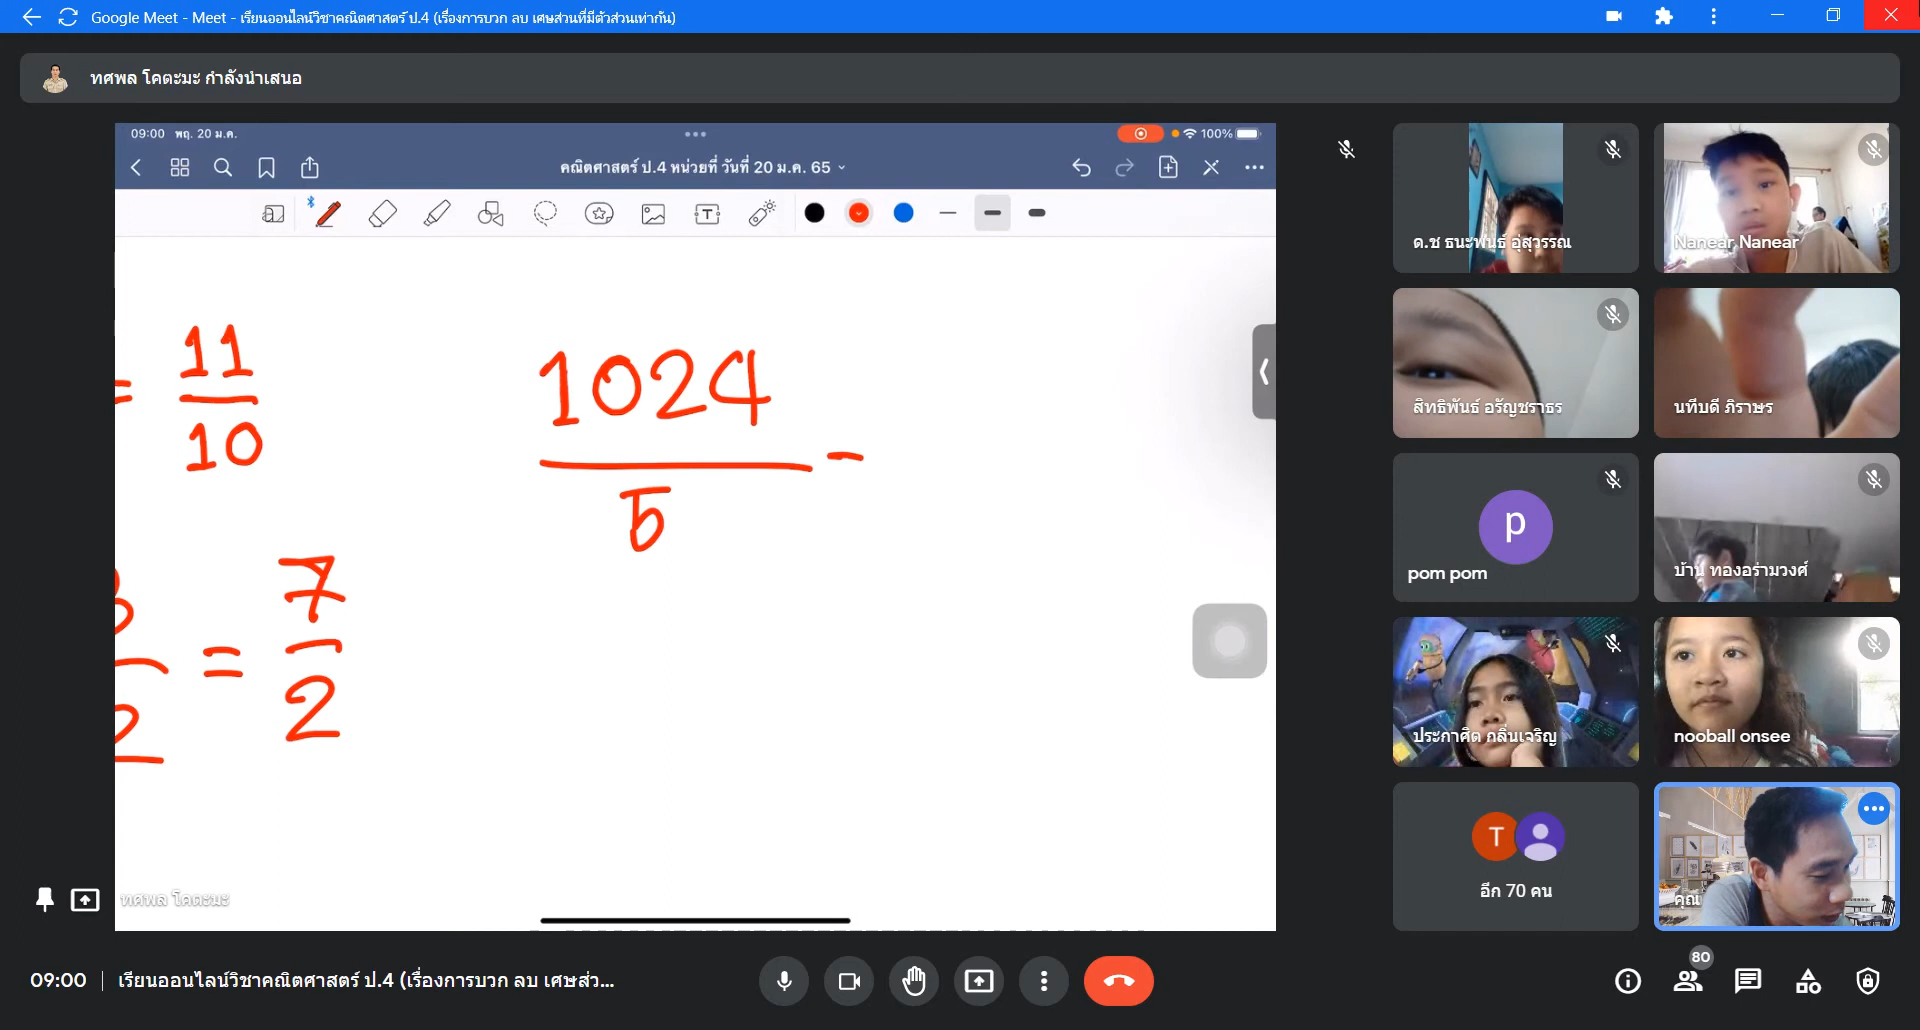 Google Meet - Meet - เรียนออนไลน์วิชาคณิตศาสตร์ ป.4 (เรื่องการบวก ลบ เศษส่วนที่มีตัวส่วนเท่ากัน)
ทศพล โคตะมะ กำลังนำเสนอ
09:00 พฤ. 20 ม.ค.
100%
คณิตศาสตร์ ป.4 หน่วยที่ วันที่ 20 ม.ค. 65
T
= 11
10
1024
5
-
= 7
2
2
ทศพล โคตะมะ
ด.ช ธนะพันธ์ อุ่สุวรรณ
Nanear Nanear
สิทธิพันธ์ อรัญชราธร
นทีบดี ภิราษร
p
pom pom
บ้าน ทองอร่ามวงศ์
ประกาศิต กลิ่นเจริญ
nooball onsee
T
อีก 70 คน
คุณ
09:00 | เรียนออนไลน์วิชาคณิตศาสตร์ ป.4 (เรื่องการบวก ลบ เศษส่ว...
80